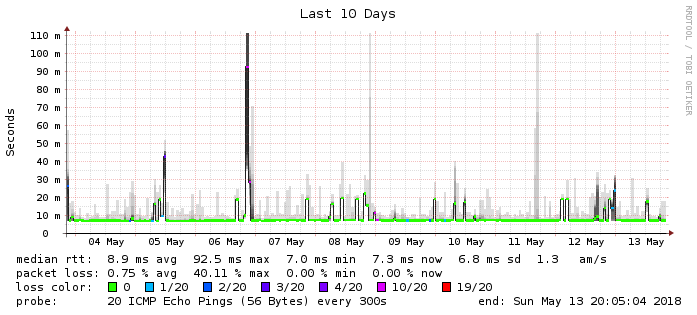 Last 10 Days
RRDTOOL / TOBI OETIKER
Seconds
110 m
100 m
90 m
80 m
70 m
60 m
50 m
40 m
30 m
20 m
10 m
0
04 May 05 May 06 May 07 May 08 May 09 May 10 May 11 May 12 May 13 May
median rtt: 8.9 ms avg 92.5 ms max 7.0 ms min 7.3 ms now 6.8 ms sd 1.3 am/s
packet loss: 0.75 % avg 40.11 % max 0.00 % min 0.00 % now
loss color: 0 1/20 2/20 3/20 4/20 10/20 19/20
probe: 20 ICMP Echo Pings (56 Bytes) every 300s end: Sun May 13 20:05:04 2018